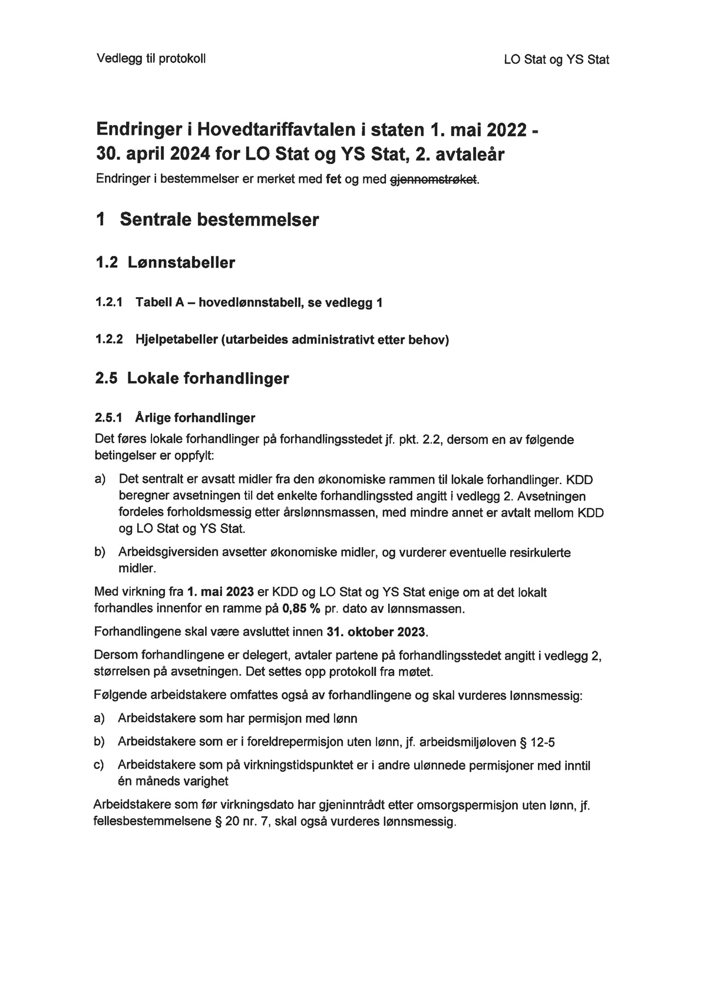 Vedlegg til protokoll
LO Stat og YS Stat
Endringer i Hovedtariffavtalen i staten 1. mai 2022 -
30. april 2024 for LO Stat og YS Stat, 2. avtaleår
Endringer i bestemmelser er merket med fet og med gjennomstrøket.
1 Sentrale bestemmelser
1.2 Lønnstabeller
1.2.1 Tabell A – hovedlønnstabell, se vedlegg 1
1.2.2 Hjelpetabeller (utarbeides administrativt etter behov)
2.5 Lokale forhandlinger
2.5.1 Årlige forhandlinger
Det føres lokale forhandlinger på forhandlingsstedet jf. pkt. 2.2, dersom en av følgende
betingelser er oppfylt:
a) Det sentralt er avsatt midler fra den økonomiske rammen til lokale forhandlinger. KDD
beregner avsetningen til det enkelte forhandlingssted angitt i vedlegg 2. Avsetningen
fordeles forholdsmessig etter årslønnsmassen, med mindre annet er avtalt mellom KDD
og LO Stat og YS Stat.
b) Arbeidsgiversiden avsetter økonomiske midler, og vurderer eventuelle resirkulerte
midler.
Med virkning fra 1. mai 2023 er KDD og LO Stat og YS Stat enige om at det lokalt
forhandles innenfor en ramme på 0,85 % pr. dato av lønnsmassen.
Forhandlingene skal være avsluttet innen 31. oktober 2023.
Dersom forhandlingene er delegert, avtaler partene på forhandlingsstedet angitt i vedlegg 2,
størrelsen på avsetningen. Det settes opp protokoll fra møtet.
Følgende arbeidstakere omfattes også av forhandlingene og skal vurderes lønnsmessig:
a) Arbeidstakere som har permisjon med lønn
b) Arbeidstakere som er i foreldrepermisjon uten lønn, jf. arbeidsmiljøloven § 12-5
c) Arbeidstakere som på virkningstidspunktet er i andre ulønnede permisjoner med inntil
én måneds varighet
Arbeidstakere som før virkningsdato har gjeninntrådt etter omsorgspermisjon uten lønn, jf.
fellesbestemmelsene § 20 nr. 7, skal også vurderes lønnsmessig.